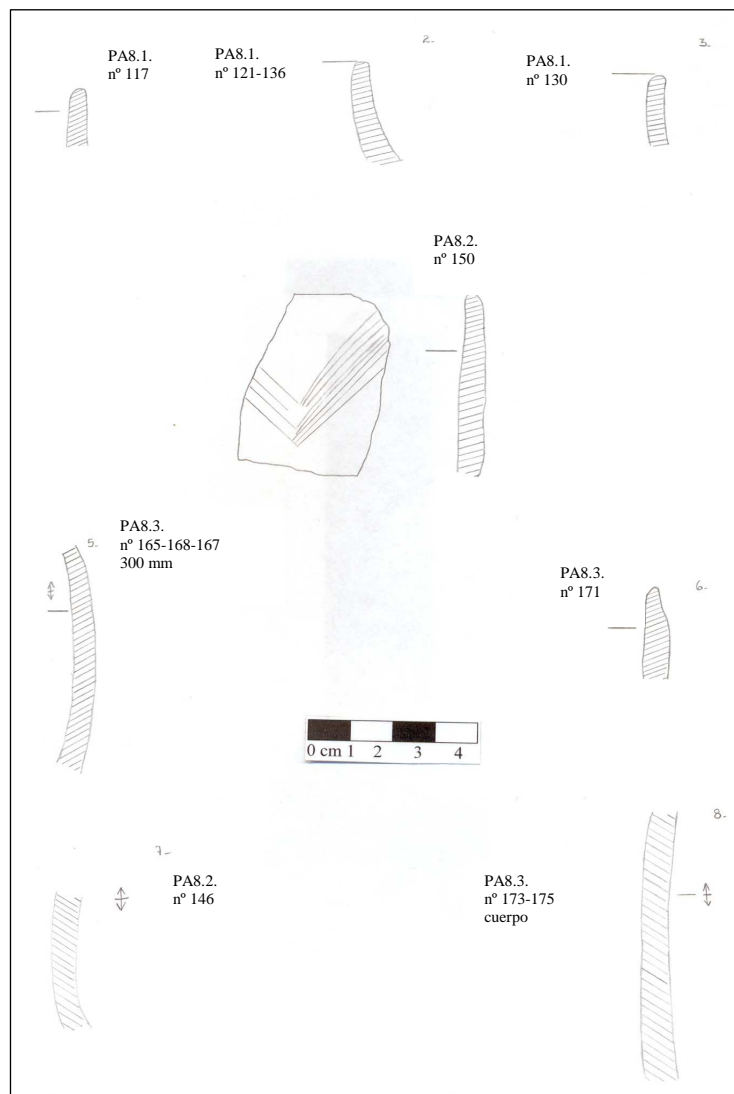 PA8.1.
nº 117
PA8.1.
nº 121-136
2-
PA8.1.
nº 130
3-
PA8.2.
nº 150
5-
PA8.3.
nº 165-168-167
300 mm
PA8.3.
nº 171
6-
0 cm 1 2 3 4
7-
PA8.2.
nº 146
PA8.3.
nº 173-175
cuerpo
8-